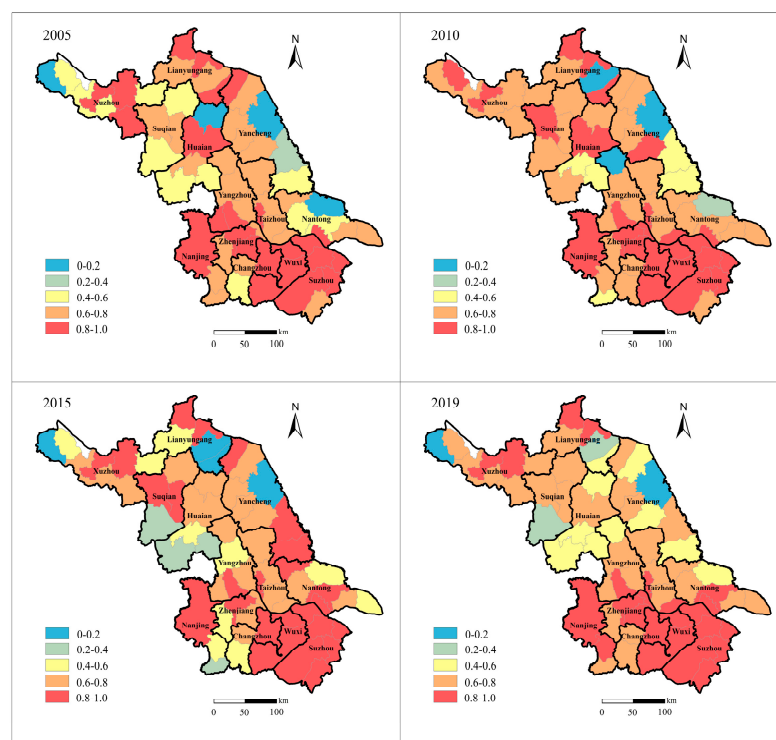 2005
N
Lianyungang
Xuzhou
Suqian
Yancheng
Huaian
Yangzhou
Taizhou
Nantong
Zhenjiang
Nanjing
Changzhou
Wuxi
Suzhou
0-0.2
0.2-0.4
0.4-0.6
0.6-0.8
0.8-1.0
km
0 50 100
2010
N
Lianyungang
Xuzhou
Suqian
Yancheng
Huaian
Yangzhou
Taizhou
Nantong
Zhenjiang
Nanjing
Changzhou
Wuxi
Suzhou
0-0.2
0.2-0.4
0.4-0.6
0.6-0.8
0.8-1.0
km
0 50 100
2015
N
Lianyungang
Xuzhou
Suqian
Yancheng
Huaian
Yangzhou
Taizhou
Nantong
Zhenjiang
Nanjing
Changzhou
Wuxi
Suzhou
0-0.2
0.2-0.4
0.4-0.6
0.6-0.8
0.8-1.0
km
0 50 100
2019
N
Lianyungang
Xuzhou
Suqian
Yancheng
Huaian
Yangzhou
Taizhou
Nantong
Zhenjiang
Nanjing
Changzhou
Wuxi
Suzhou
0-0.2
0.2-0.4
0.4-0.6
0.6-0.8
0.8-1.0
km
0 50 100